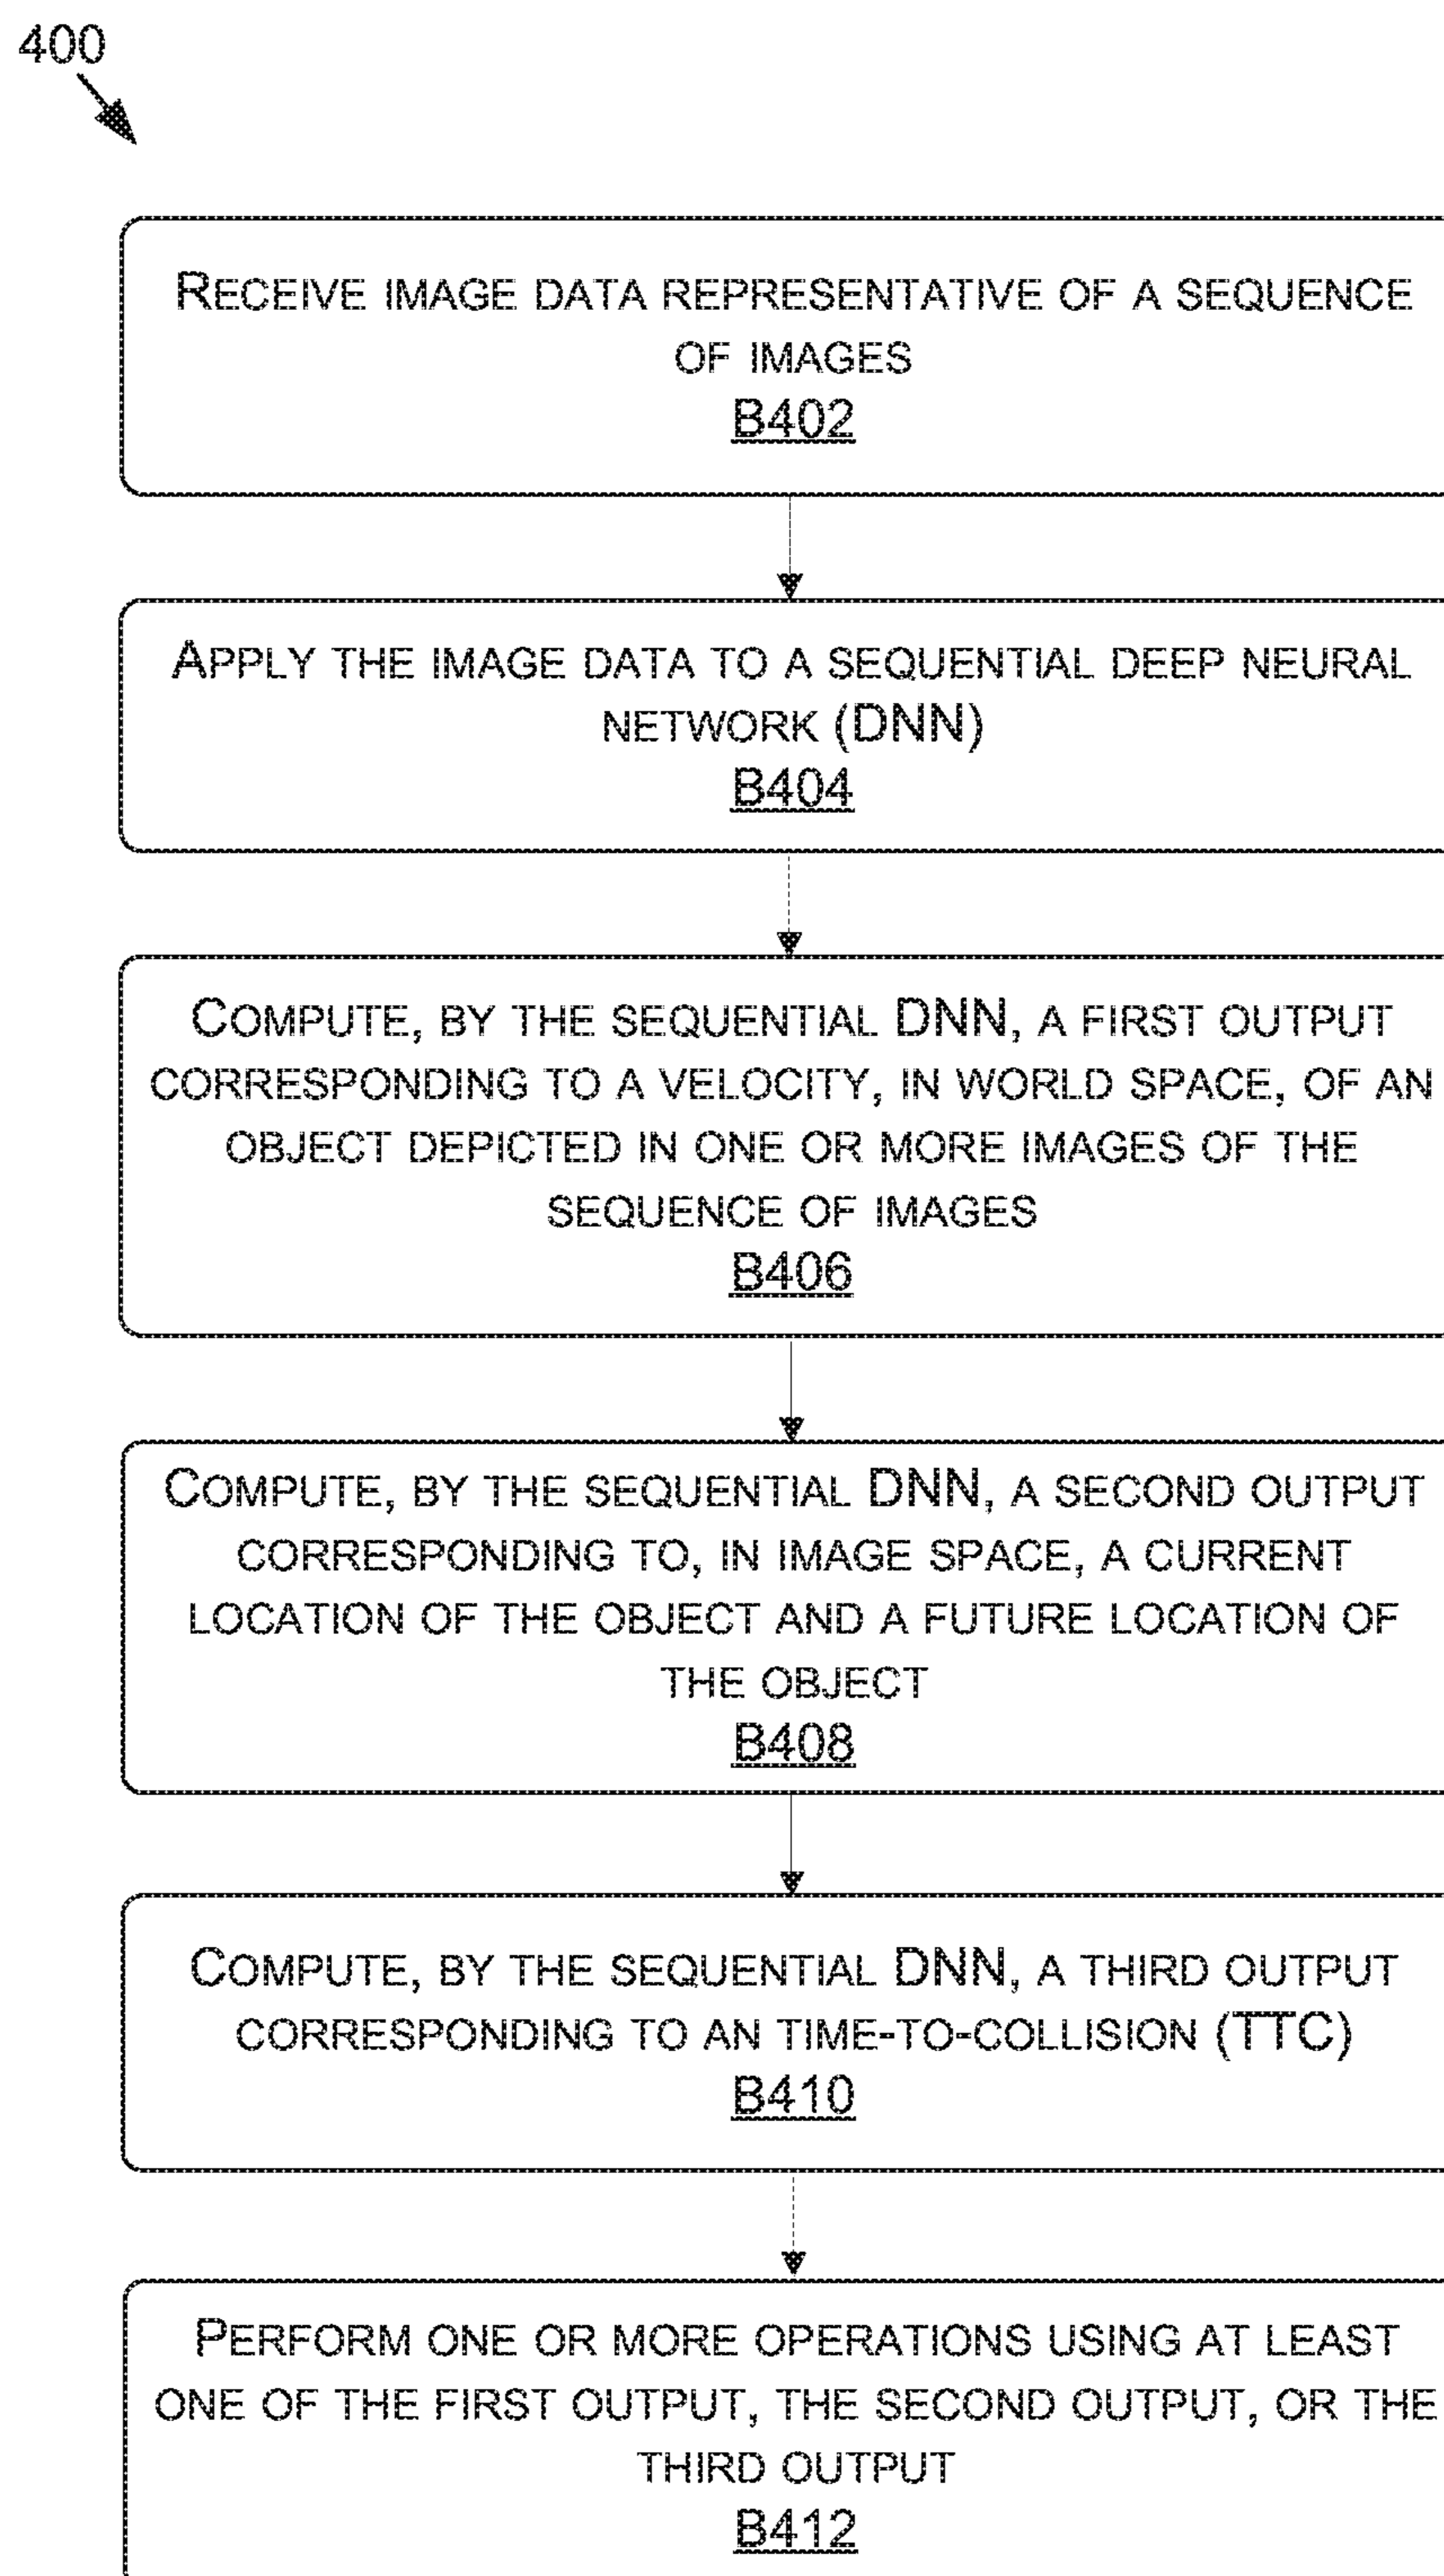 400
RECEIVE IMAGE DATA REPRESENTATIVE OF A SEQUENCE
OF IMAGES
B402
APPLY THE IMAGE DATA TO A SEQUENTIAL DEEP NEURAL
NETWORK (DNN)
B404
COMPUTE, BY THE SEQUENTIAL DNN, A FIRST OUTPUT
CORRESPONDING TO A VELOCITY, IN WORLD SPACE, OF AN
OBJECT DEPICTED IN ONE OR MORE IMAGES OF THE
SEQUENCE OF IMAGES
B406
COMPUTE, BY THE SEQUENTIAL DNN, A SECOND OUTPUT
CORRESPONDING TO, IN IMAGE SPACE, A CURRENT
LOCATION OF THE OBJECT AND A FUTURE LOCATION OF
THE OBJECT
B408
COMPUTE, BY THE SEQUENTIAL DNN, A THIRD OUTPUT
CORRESPONDING TO AN TIME-TO-COLLISION (TTC)
B410
PERFORM ONE OR MORE OPERATIONS USING AT LEAST
ONE OF THE FIRST OUTPUT, THE SECOND OUTPUT, OR THE
THIRD OUTPUT
B412